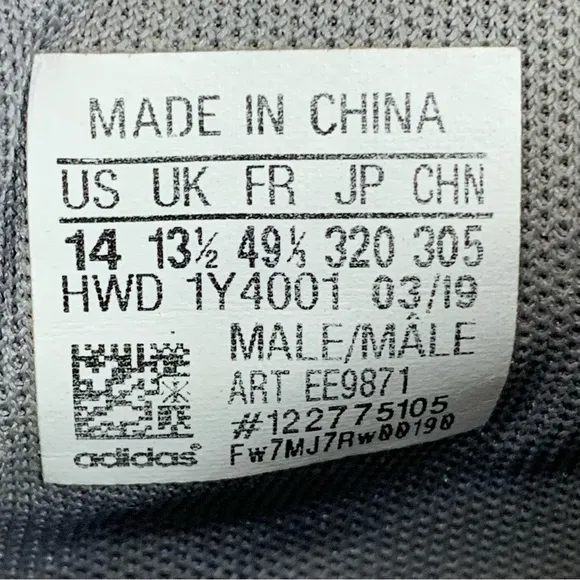 MADE IN CHINA
US UK FR JP CHN
14 13½ 49⅓ 320 305
HWD 1Y4001 03/19
MALE/MÂLE
ART EE9871
#122775105
Fw7MJ7Rw00190
adidas®